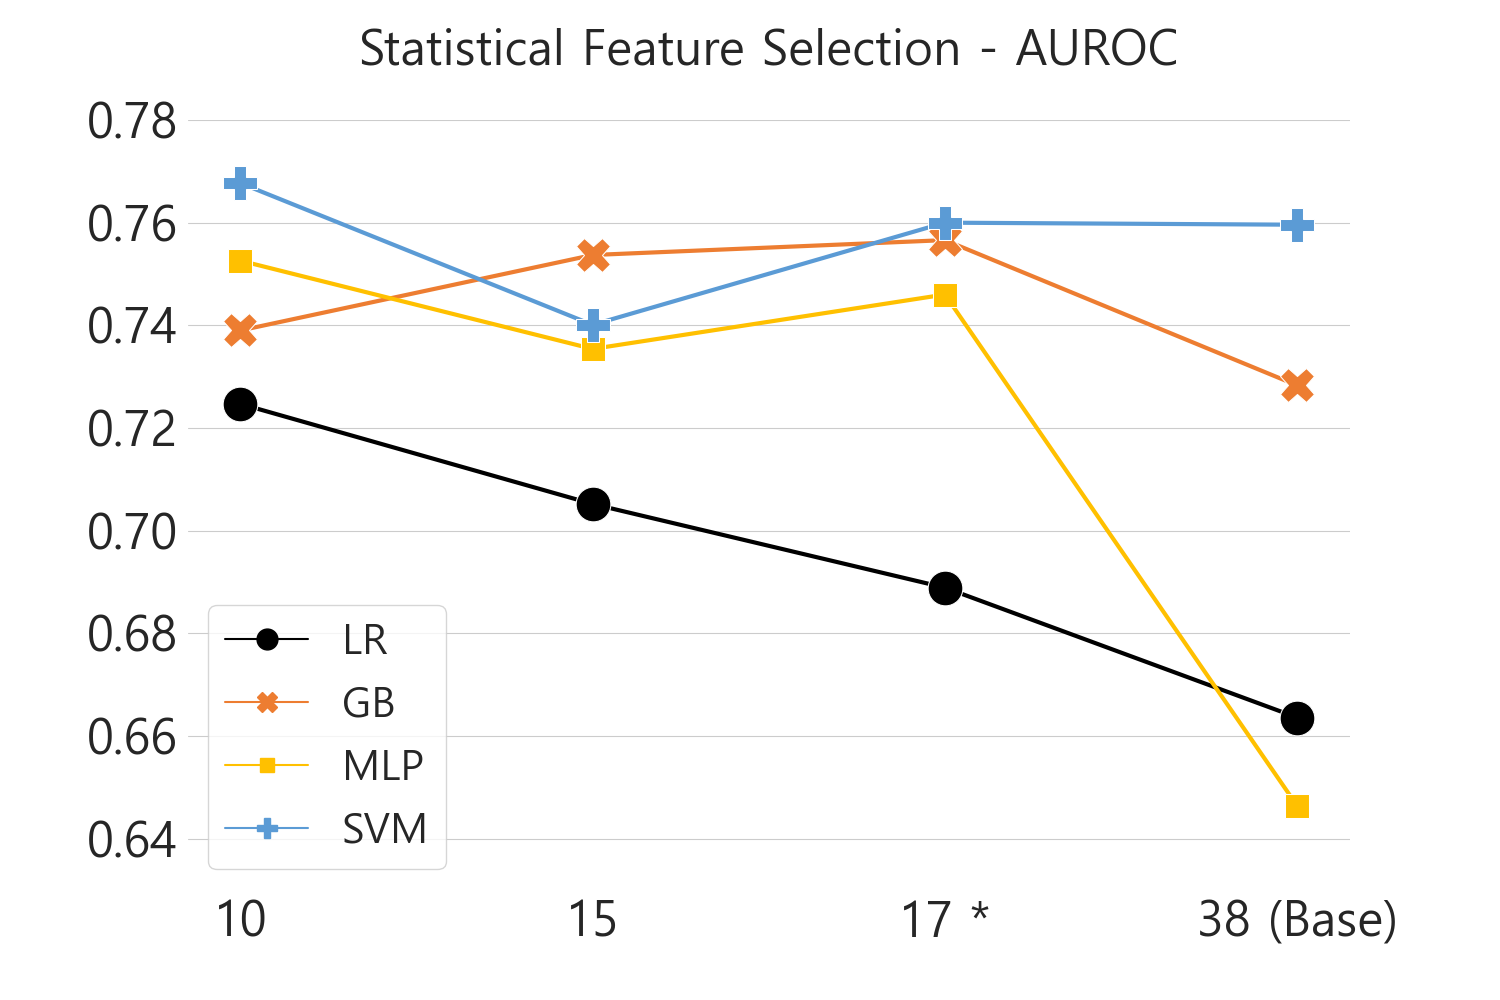 Statistical Feature Selection - AUROC
0.78
0.76
0.74
0.72
0.70
0.68
0.66
0.64
LR
GB
MLP
SVM
10 15 17 * 38 (Base)